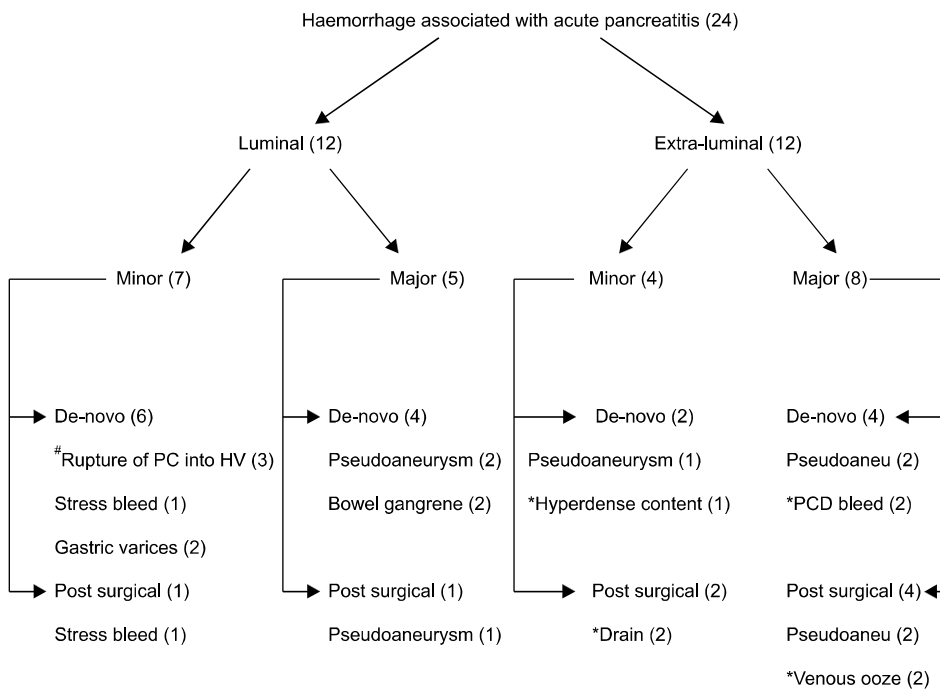 Haemorrhage associated with acute pancreatitis (24)
Luminal (12)
Extra-luminal (12)
Minor (7)
Major (5)
Minor (4)
Major (8)
De-novo (6)
#Rupture of PC into HV (3)
Stress bleed (1)
Gastric varices (2)
Post surgical (1)
Stress bleed (1)
De-novo (4)
Pseudoaneurysm (2)
Bowel gangrene (2)
Post surgical (1)
Pseudoaneurysm (1)
De-novo (2)
Pseudoaneurysm (1)
*Hyperdense content (1)
Post surgical (2)
*Drain (2)
De-novo (4)
Pseudoaneu (2)
*PCD bleed (2)
Post surgical (4)
Pseudoaneu (2)
*Venous ooze (2)